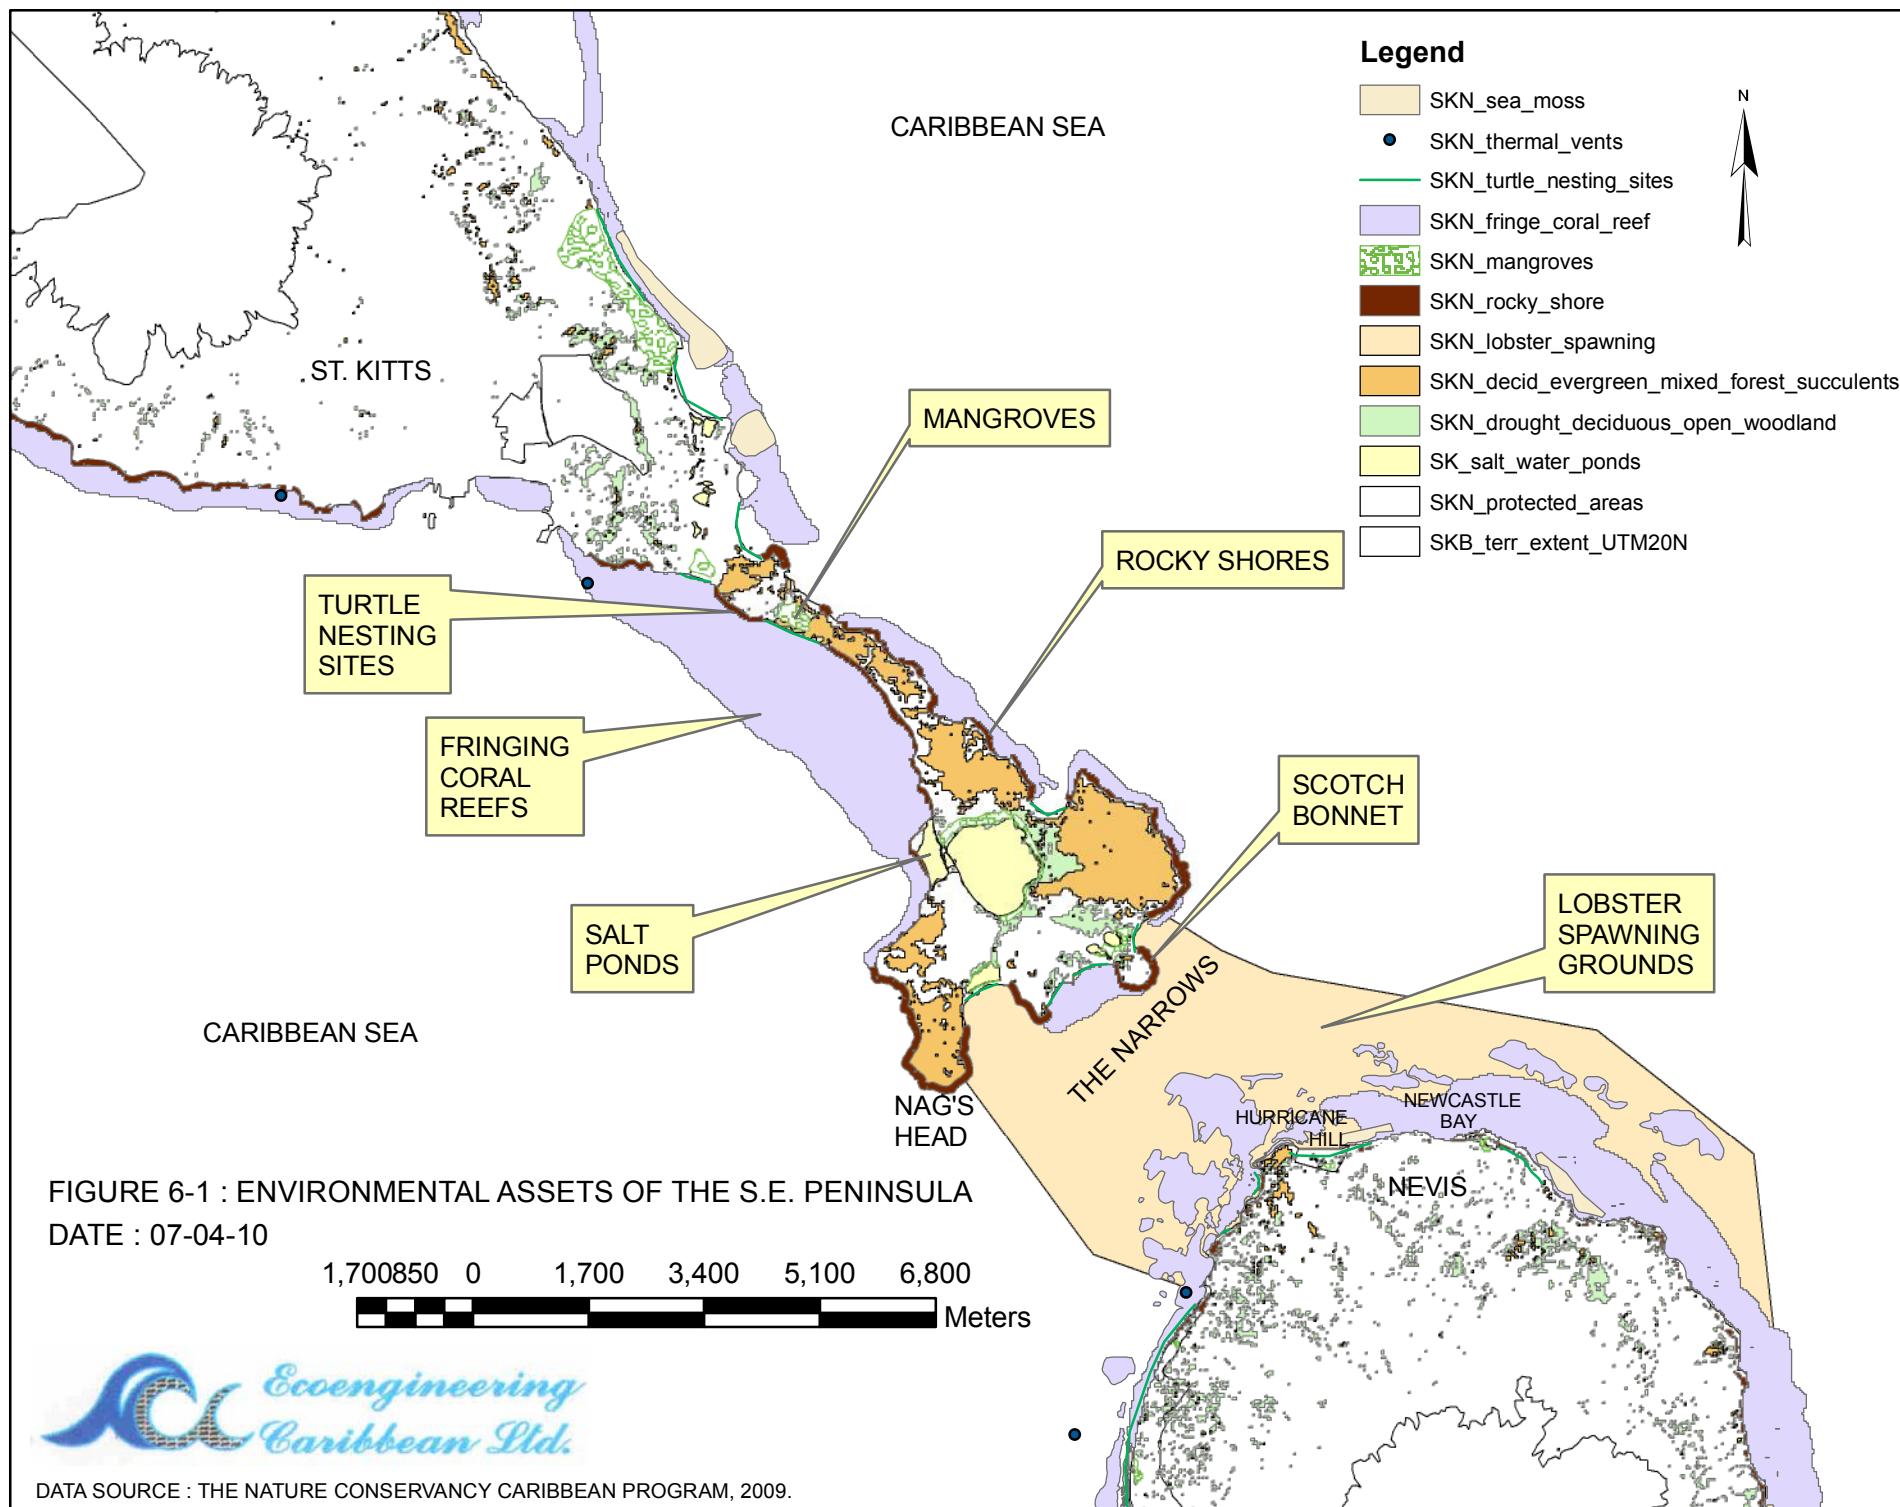 Legend
SKN_sea_moss
SKN_thermal_vents
SKN_turtle_nesting_sites
SKN_fringe_coral_reef
SKN_mangroves
SKN_rocky_shore
SKN_lobster_spawning
SKN_decid_evergreen_mixed_forest_succulents
SKN_drought_deciduous_open_woodland
SK_salt_water_ponds
SKN_protected_areas
SKB_terr_extent_UTM20N
N
CARIBBEAN SEA
ST. KITTS
MANGROVES
ROCKY SHORES
TURTLE
NESTING
SITES
FRINGING
CORAL
REEFS
SCOTCH
BONNET
SALT
PONDS
LOBSTER
SPAWNING
GROUNDS
THE NARROWS
CARIBBEAN SEA
NAG'S
HEAD
HURRICANE
HILL
NEWCASTLE
BAY
NEVIS
FIGURE 6-1 : ENVIRONMENTAL ASSETS OF THE S.E. PENINSULA
DATE : 07-04-10
1,700850 0 1,700 3,400 5,100 6,800
Meters
Ecoengineering
Caribbean Ltd.
DATA SOURCE : THE NATURE CONSERVANCY CARIBBEAN PROGRAM, 2009.